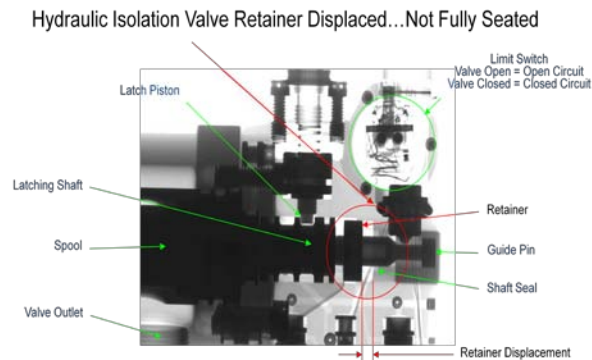 Hydraulic Isolation Valve Retainer Displaced...Not Fully Seated
Limit Switch
Valve Open = Open Circuit
Valve Closed = Closed Circuit
Latch Piston
Latching Shaft
Retainer
Spool
Guide Pin
Shaft Seal
Valve Outlet
Retainer Displacement